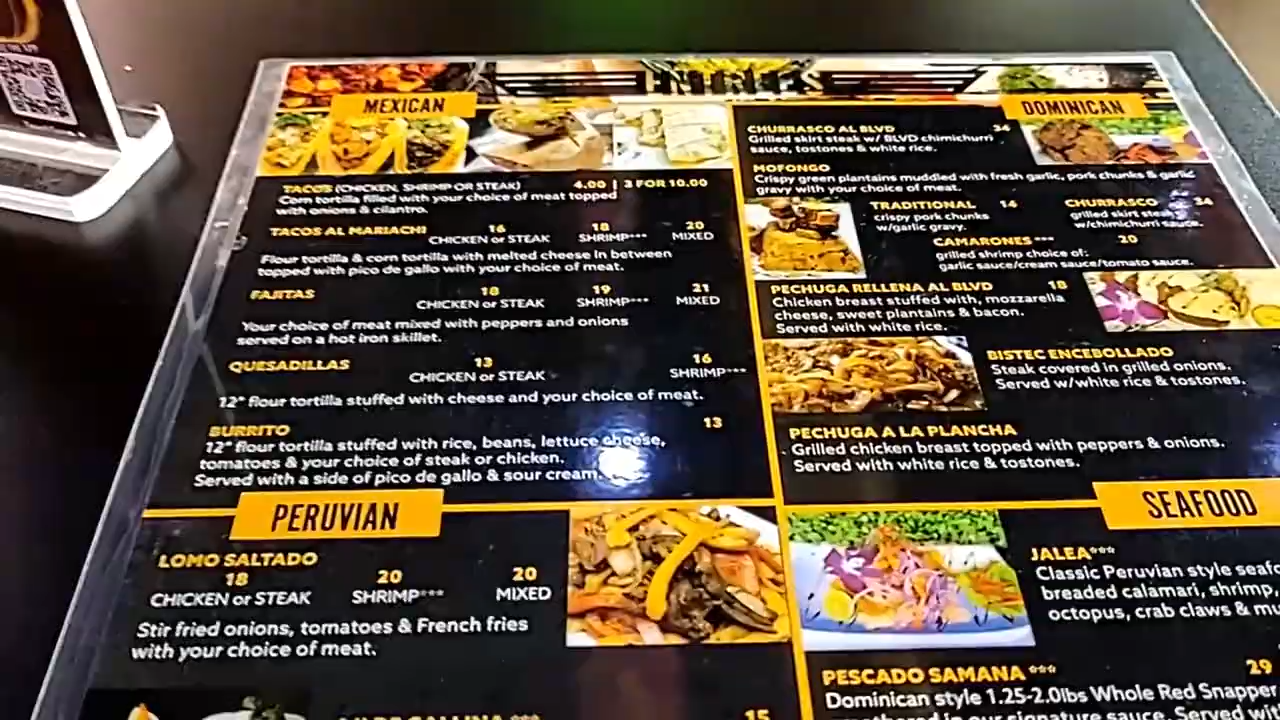 ENTREES
MEXICAN
TACOS (CHICKEN, SHRIMP OR STEAK) 4.00 | 3 FOR 10.00
Corn tortilla filled with your choice of meat topped
with onions & cilantro.
TACOS AL MARIACHI 16 18 20
CHICKEN or STEAK SHRIMP*** MIXED
Flour tortilla & corn tortilla with melted cheese in between
topped with pico de gallo with your choice of meat.
FAJITAS 18 19 21
CHICKEN or STEAK SHRIMP*** MIXED
Your choice of meat mixed with peppers and onions
served on a hot iron skillet.
QUESADILLAS 13 16
CHICKEN or STEAK SHRIMP***
12" flour tortilla stuffed with cheese and your choice of meat.
BURRITO 13
12" flour tortilla stuffed with rice, beans, lettuce cheese,
tomatoes & your choice of steak or chicken.
Served with a side of pico de gallo & sour cream.
PERUVIAN
LOMO SALTADO
18 20 20
CHICKEN or STEAK SHRIMP*** MIXED
Stir fried onions, tomatoes & French fries
with your choice of meat.
15
DOMINICAN
CHURRASCO AL BLVD 34
Grilled skirt steak w/ BLVD chimichurri
sauce, tostones & white rice.
MOFONGO
Crispy green plantains muddled with fresh garlic, pork chunks & garlic
gravy with your choice of meat.
TRADITIONAL 14 CHURRASCO 34
crispy pork chunks grilled skirt steak
w/garlic gravy. w/chimichurri sauce.
CAMARONES*** 20
grilled shrimp choice of:
garlic sauce/cream sauce/tomato sauce.
PECHUGA RELLENA AL BLVD 18
Chicken breast stuffed with, mozzarella
cheese, sweet plantains & bacon.
Served with white rice.
BISTEC ENCEBOLLADO
Steak covered in grilled onions.
Served w/white rice & tostones.
PECHUGA A LA PLANCHA
Grilled chicken breast topped with peppers & onions.
Served with white rice & tostones.
SEAFOOD
JALEA***
Classic Peruvian style
breaded calamari, shrimp,
octopus, crab claws &
PESCADO SAMANA *** 29
Dominican style 1.25-2.0lbs Whole Red Snapper
in our signature sauce. Served